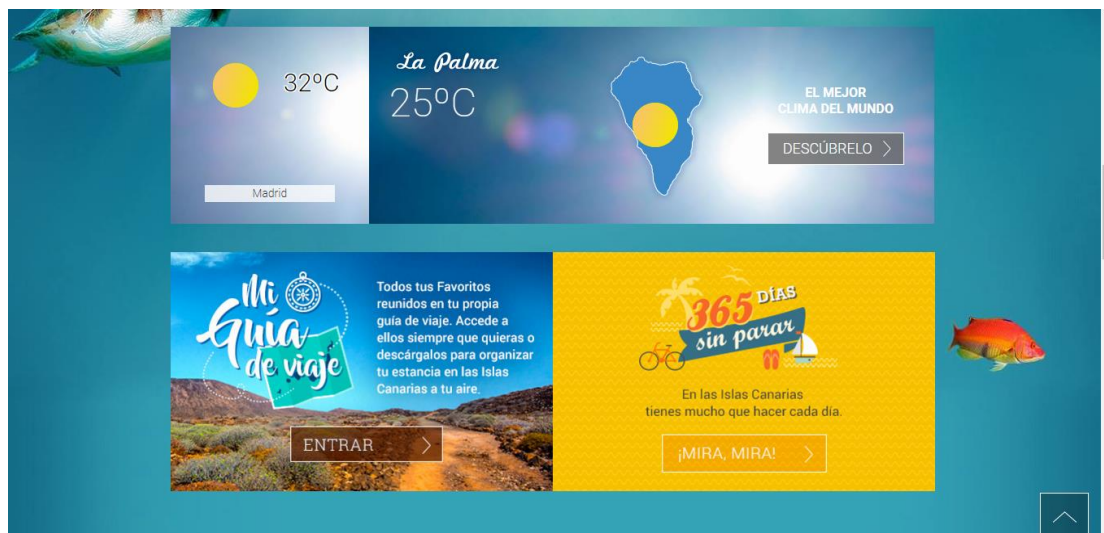 32ºC
Madrid
La Palma
25ºC
EL MEJOR
CLIMA DEL MUNDO
DESCÚBRELO
Mi
Guía
de viaje
Todos tus Favoritos
reunidos en tu propia
guía de viaje. Accede a
ellos siempre que quieras o
descárgalos para organizar
tu estancia en las Islas
Canarias a tu aire.
ENTRAR
365 DÍAS
sin parar
En las Islas Canarias
tienes mucho que hacer cada día.
¡MIRA, MIRA!